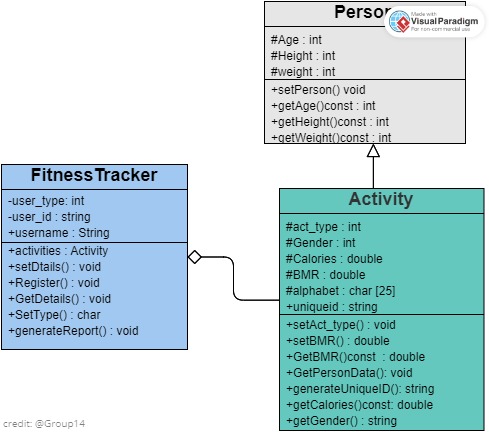 Person
Made with
Visual Paradigm
For non-commercial use
#Age : int
#Height : int
#weight : int
+setPerson() void
+getAge()const : int
+getHeight()const : int
+getWeight()const : int
FitnessTracker
-user_type: int
-user_id : string
+username : String
+activities : Activity
+setDtails() : void
+Register() : void
+GetDetails() : void
+SetType() : char
+generateReport() : void
Activity
#act_type : int
#Gender : int
#Calories : double
#BMR : double
#alphabet : char [25]
+uniqueid : string
+setAct_type() : void
+setBMR() : double
+GetBMR()const : double
+GetPersonData(): void
+generateUniqueID(): string
+getCalories()const: double
+getGender() : string
credit: @Group14